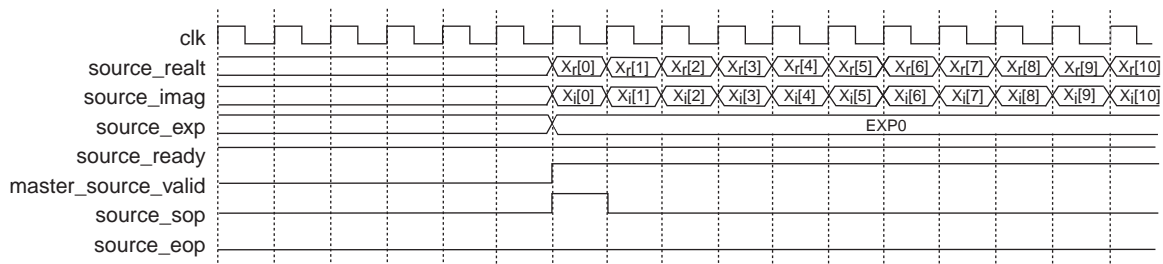 clk
source_realt Xr[0] Xr[1] Xr[2] Xr[3] Xr[4] Xr[5] Xr[6] Xr[7] Xr[8] Xr[9] Xr[10]
source_imag Xi[0] Xi[1] Xi[2] Xi[3] Xi[4] Xi[5] Xi[6] Xi[7] Xi[8] Xi[9] Xi[10]
source_exp EXP0
source_ready
master_source_valid
source_sop
source_eop